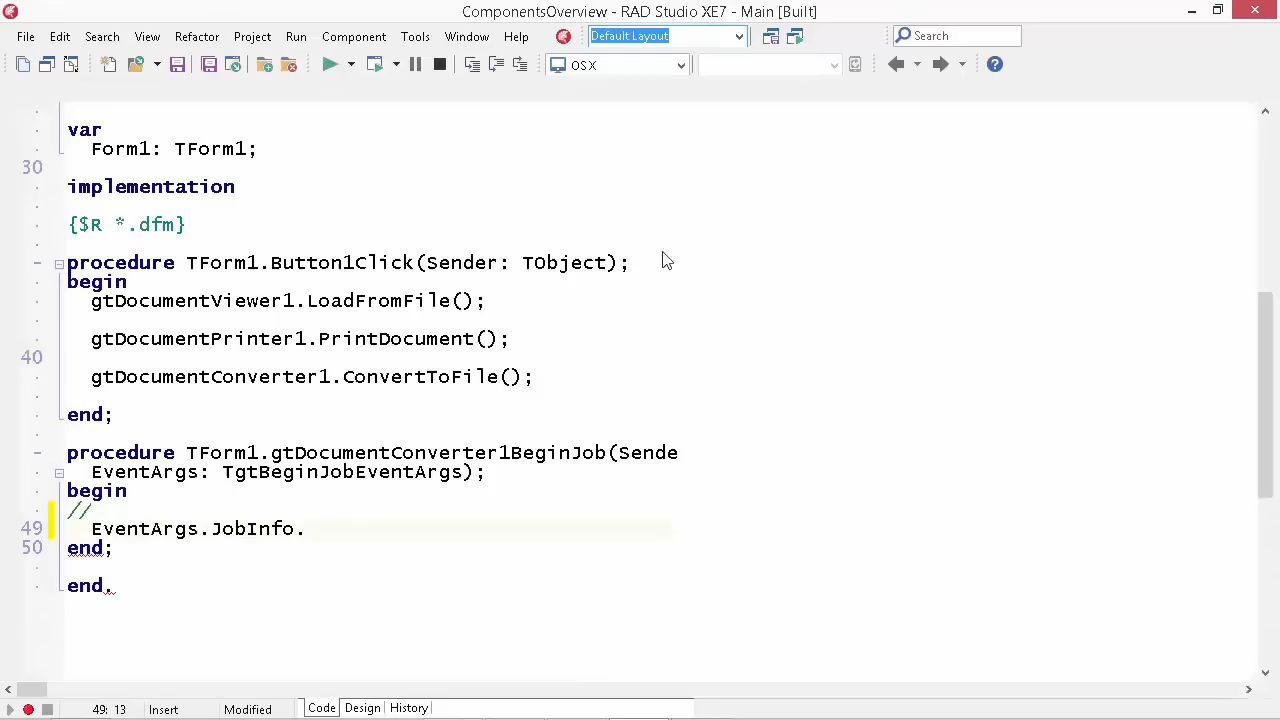 ComponentsOverview - RAD Studio XE7 - Main [Built]
File Edit Search View Refactor Project Run Component Tools Window Help Default Layout Search
OS X
var
Form1: TForm1;
30
implementation
{$R *.dfm}
procedure TForm1.Button1Click(Sender: TObject);
begin
gtDocumentViewer1.LoadFromFile();
gtDocumentPrinter1.PrintDocument();
40
gtDocumentConverter1.ConvertToFile();
end;
procedure TForm1.gtDocumentConverter1BeginJob(Sende
EventArgs: TgtBeginJobEventArgs);
begin
//
49 EventArgs.JobInfo.
50 end;
end.
49: 13 Insert Modified Code Design History